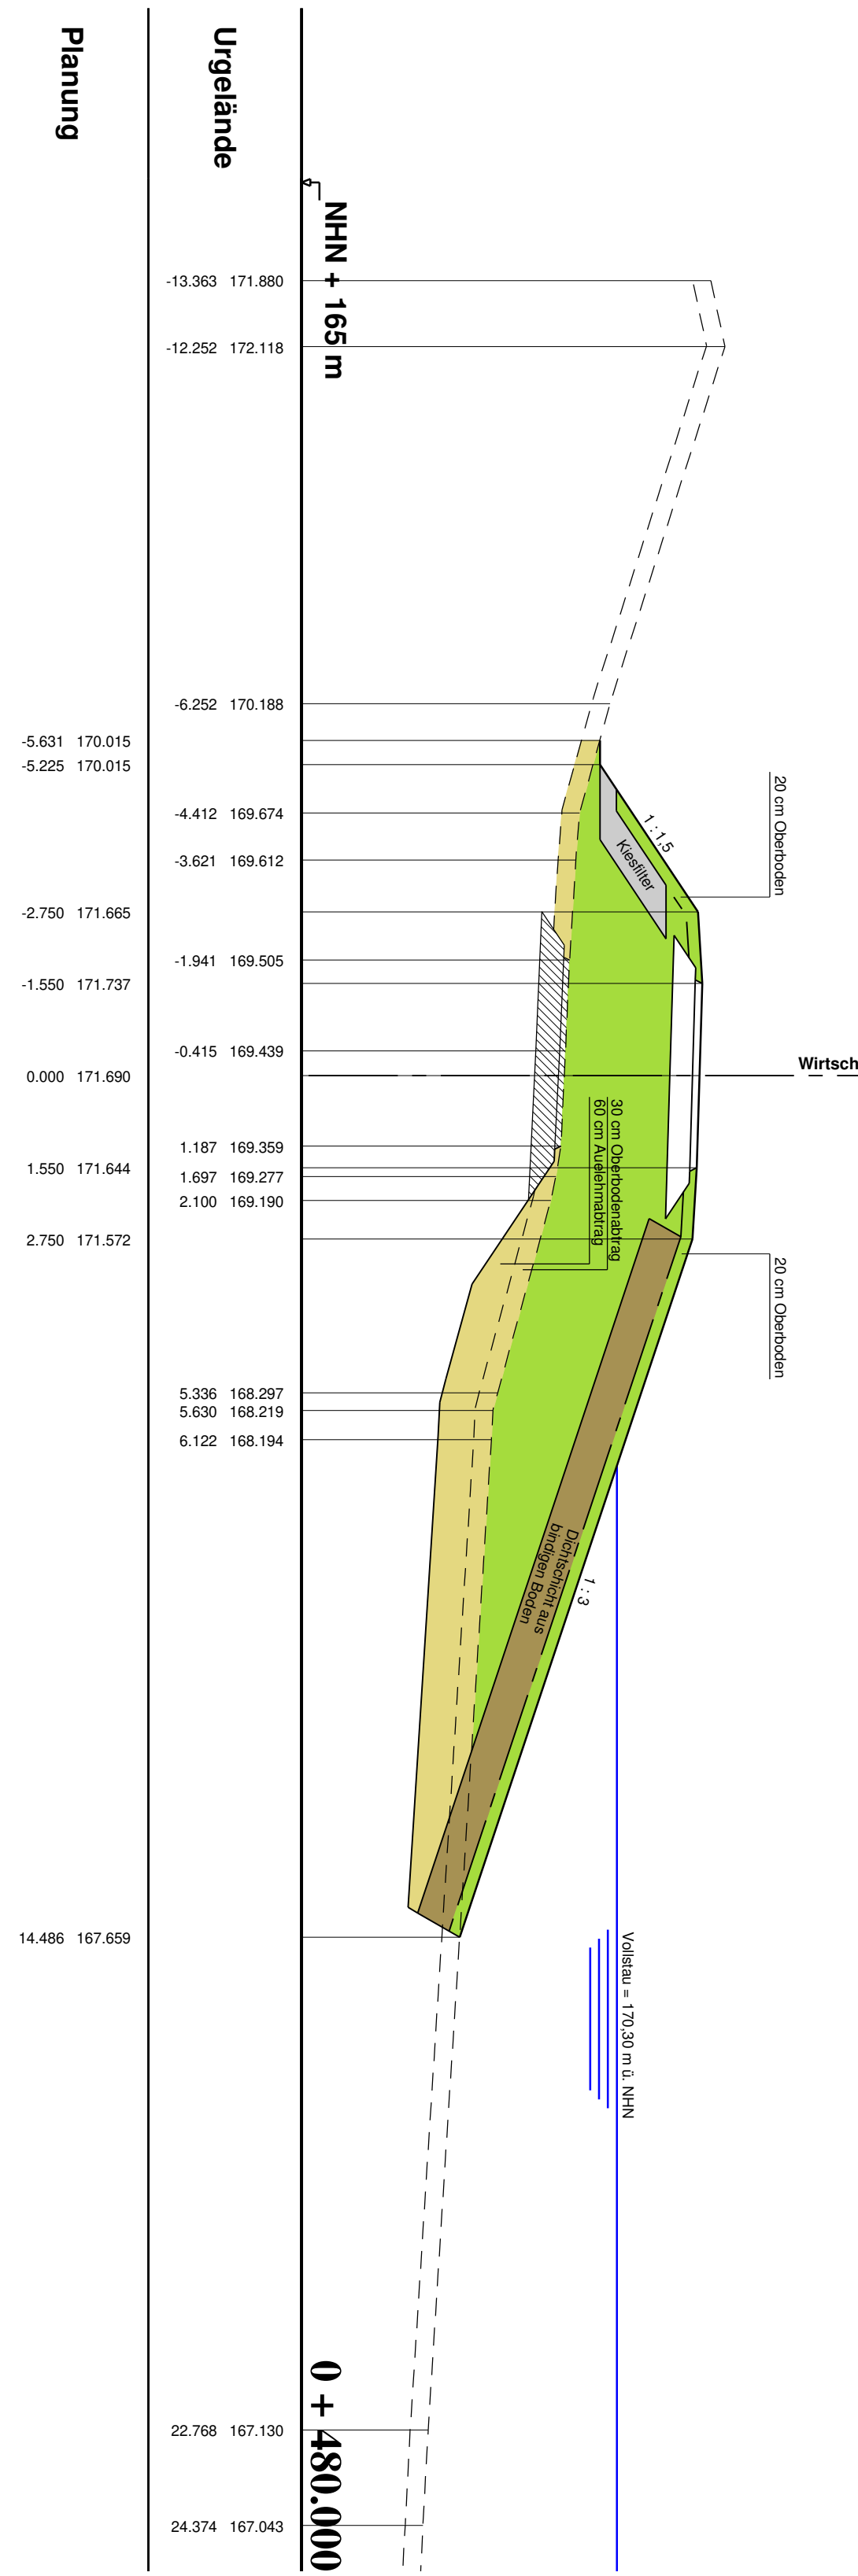 Planung
Urgelände
NHN + 165 m
-13.363 171.880
-12.252 172.118
-6.252 170.188
-5.631 170.015
-5.225 170.015
-4.412 169.674
-3.621 169.612
-2.750 171.665
-1.941 169.505
-1.550 171.737
-0.415 169.439
0.000 171.690
1.187 169.359
1.550 171.644
1.697 169.277
2.100 169.190
2.750 171.572
5.336 168.297
5.630 168.219
6.122 168.194
14.486 167.659
22.768 167.130
24.374 167.043
20 cm Oberboden
1 : 1,5
Kiesfilter
Wirtsch
30 cm Oberbodenabtrag
60 cm Auelehmabtrag
20 cm Oberboden
Dichtschicht aus
bindigen Boden
1 : 3
Vollstau = 170,30 m ü. NHN
0 + 480.000